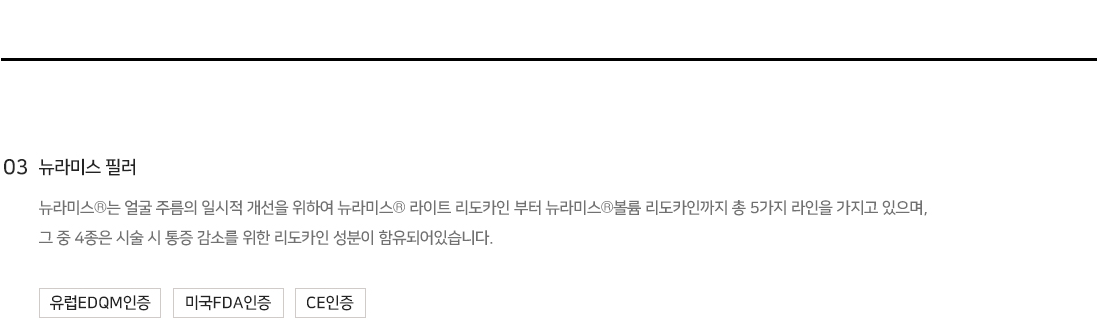 03 뉴라미스 필러
뉴라미스®는 얼굴 주름의 일시적 개선을 위하여 뉴라미스® 라이트 리도카인 부터 뉴라미스®볼륨 리도카인까지 총 5가지 라인을 가지고 있으며,
그 중 4종은 시술 시 통증 감소를 위한 리도카인 성분이 함유되어있습니다.
유럽EDQM인증 미국FDA인증 CE인증